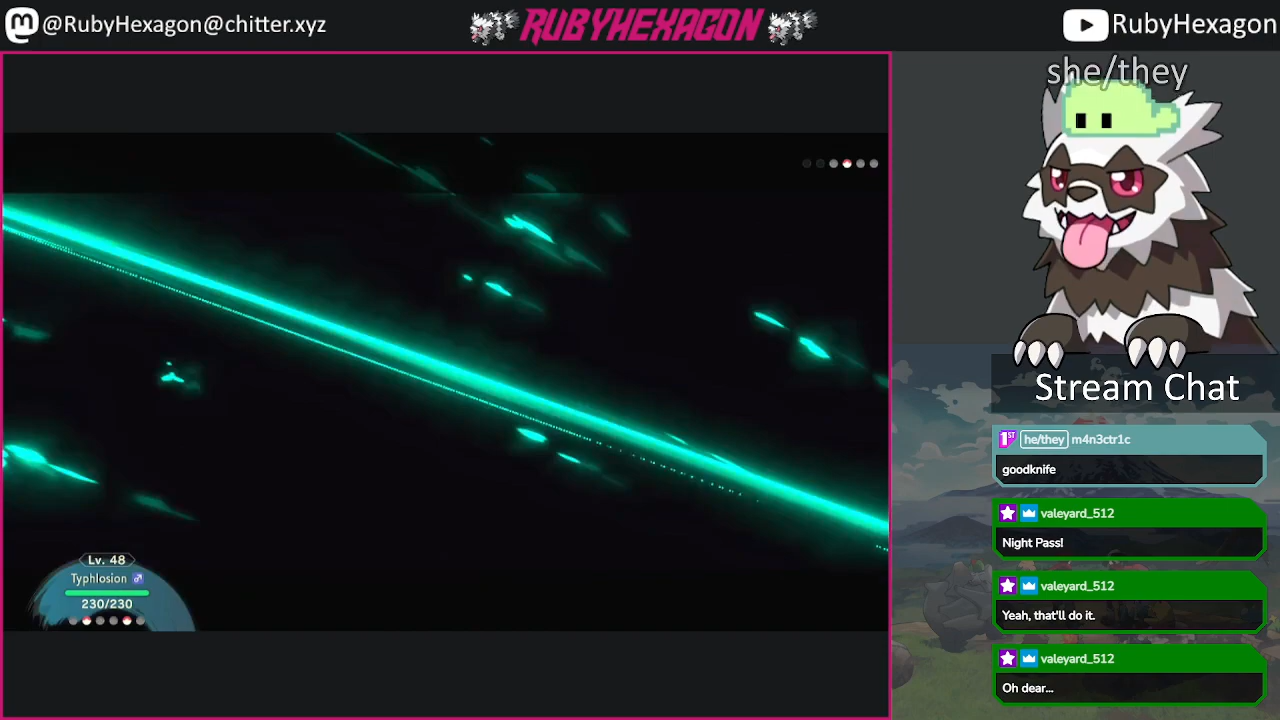 @RubyHexagon@chitter.xyz
RUBYHEXAGON
RubyHexagon
she/they
Stream Chat
1ST he/they m4n3ctr1c
goodknife
valeyard_512
Night Pass!
valeyard_512
Yeah, that'll do it.
valeyard_512
Oh dear...
Lv. 48
Typhlosion ♂
230/230